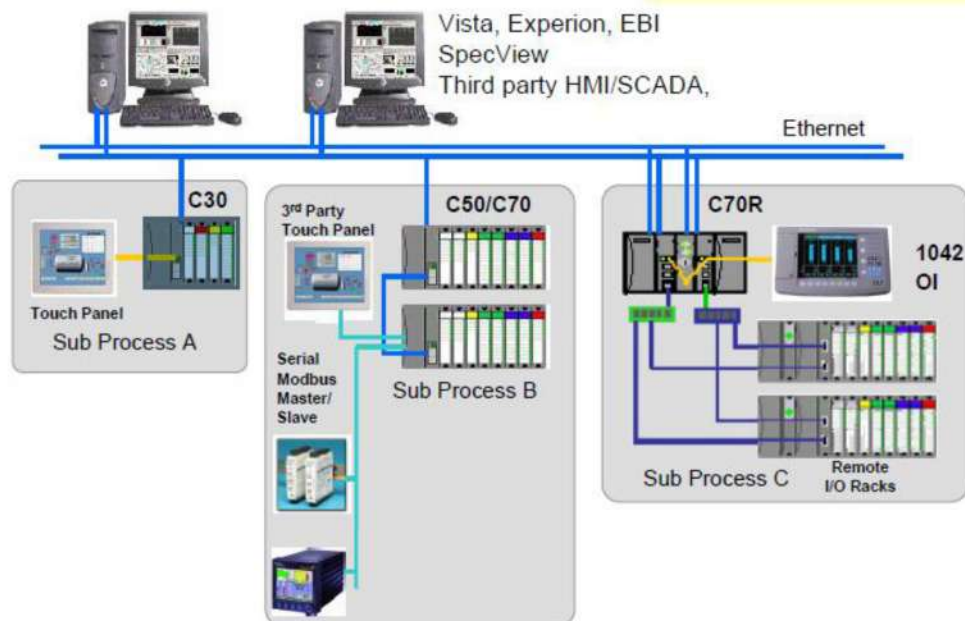 Vista, Experion, EBI
SpecView
Third party HMI/SCADA,
Ethernet
C30
Touch Panel
Sub Process A
3rd Party
Touch Panel
C50/C70
Serial
Modbus
Master/
Slave
Sub Process B
C70R
1042
OI
Sub Process C
Remote
I/O Racks